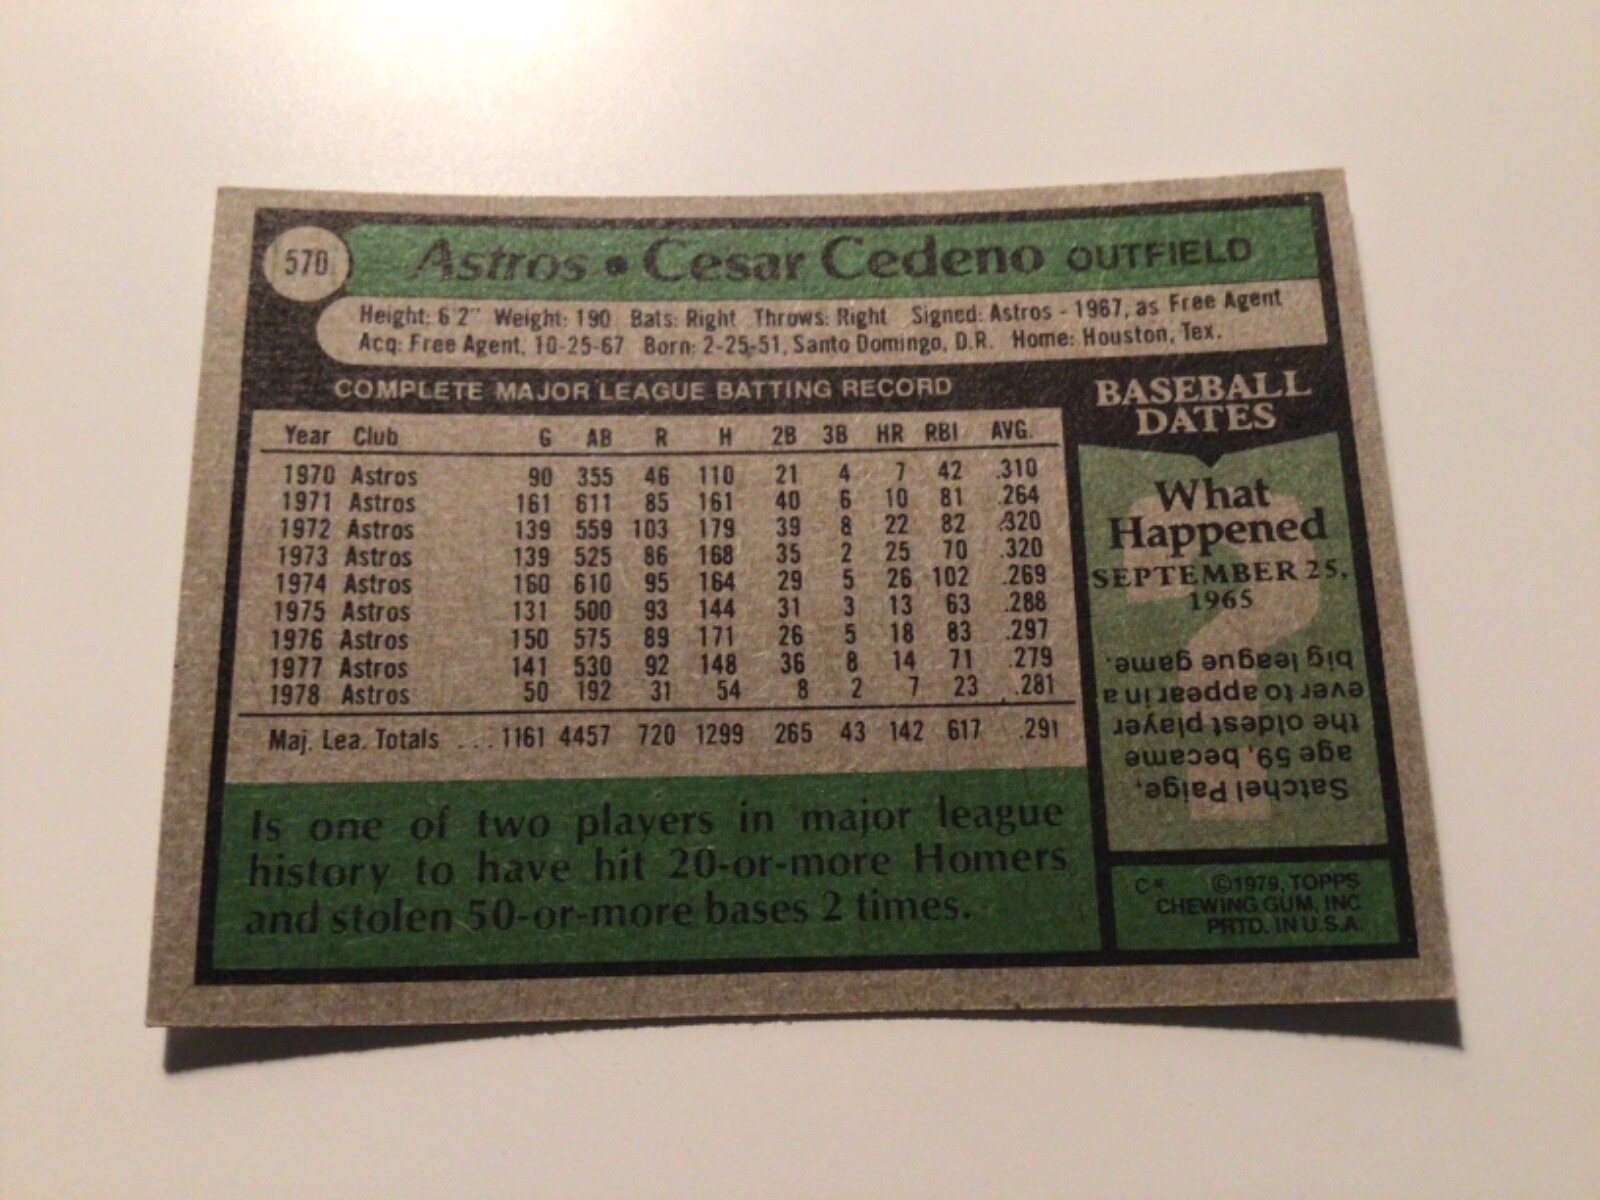 570
Astros • Cesar Cedeno OUTFIELD
Height: 6 2" Weight: 190 Bats: Right Throws: Right Signed: Astros - 1967, as Free Agent
Acq: Free Agent, 10-25-67 Born: 2-25-51, Santo Domingo, D.R. Home: Houston, Tex.
COMPLETE MAJOR LEAGUE BATTING RECORD
Year Club G AB R H 2B 3B HR RBI AVG.
1970 Astros 90 355 46 110 21 4 7 42 .310
1971 Astros 161 611 85 161 40 6 10 81 .264
1972 Astros 139 559 103 179 39 8 22 82 .320
1973 Astros 139 525 86 168 35 2 25 70 .320
1974 Astros 160 610 95 164 29 5 26 102 .269
1975 Astros 131 500 93 144 31 3 13 63 .288
1976 Astros 150 575 89 171 26 5 18 83 .297
1977 Astros 141 530 92 148 36 8 14 71 .279
1978 Astros 50 192 31 54 8 2 7 23 .281
Maj. Lea. Totals ... 1161 4457 720 1299 265 43 142 617 .291
Is one of two players in major league
history to have hit 20-or-more Homers
and stolen 50-or-more bases 2 times.
BASEBALL
DATES
What
Happened
SEPTEMBER 25,
1965
Satchel Paige,
age 59, became
the oldest player
ever to appear in a
big league game.
C* ©1979, TOPPS
CHEWING GUM, INC
PRTD. IN U.S.A.